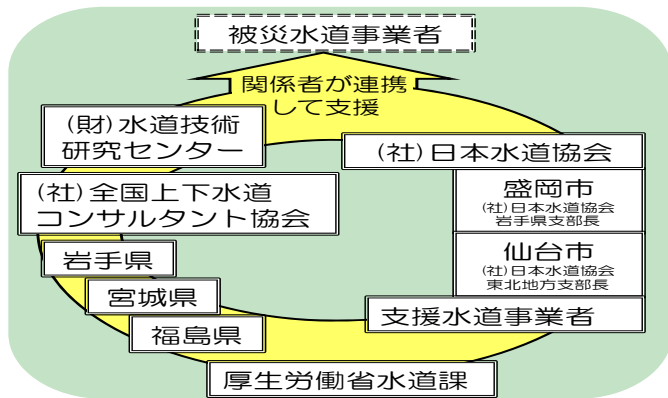 被災水道事業者
関係者が連携
して支援
(財)水道技術
研究センター
(社)日本水道協会
(社)全国上下水道
コンサルタント協会
盛岡市
(社)日本水道協会
岩手県支部長
仙台市
(社)日本水道協会
東北地方支部長
岩手県
宮城県
福島県
支援水道事業者
厚生労働省水道課